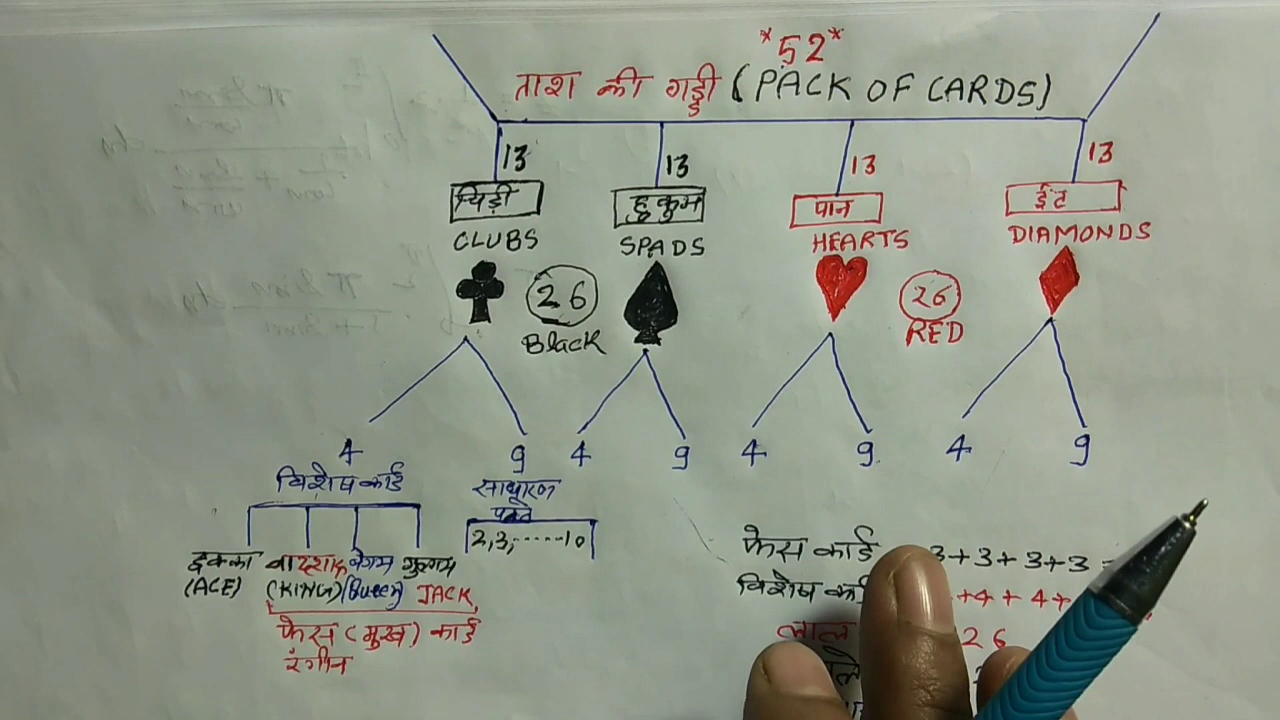 *52*
ताश की गड्डी (PACK OF CARDS)
13 13 13 13
चिड़ी हुकुम पान ईंट
CLUBS SPADS HEARTS DIAMONDS
26 26
Black RED
4 9 4 9 4 9 4 9
विशेष कार्ड साधारण
पत्ते
2,3,.....10
इक्का बादशाह बेगम गुलाम
(ACE) (KING) (Queen) JACK
फेस (मुख) कार्ड
रंगीन
फेस कार्ड 3+3+3+3 =
विशेष +4+4+
लाल 26